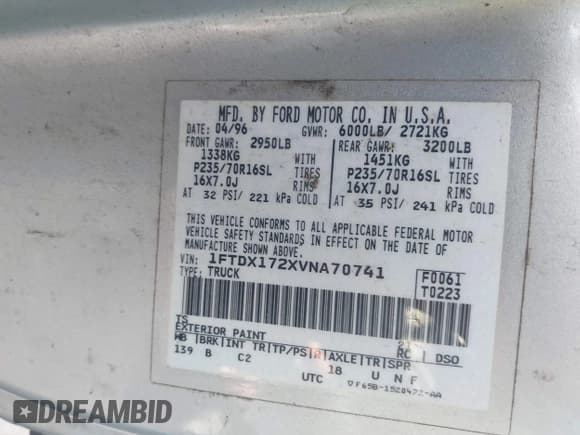 MFD. BY FORD MOTOR CO. IN U.S.A.
DATE: 04/96 GVWR: 6000LB/ 2721KG
FRONT GAWR: 2950LB REAR GAWR: 3200LB
1338KG WITH 1451KG WITH
P235/70R16SL TIRES P235/70R16SL TIRES
16X7.0J RIMS 16X7.0J RIMS
AT 32 PSI/ 221 kPa COLD AT 35 PSI/ 241 kPa COLD
THIS VEHICLE CONFORMS TO ALL APPLICABLE FEDERAL MOTOR
VEHICLE SAFETY STANDARDS IN EFFECT ON THE DATE OF
MANUFACTURE SHOWN ABOVE.
VIN: 1FTDX172XVNA70741 F0061
TYPE: TRUCK T0223
TS
EXTERIOR PAINT RC DSO
WB BRK INT TR TP/PS R AXLE TR SPR
139 B C2 18 U N F
UTC
DREAMBID